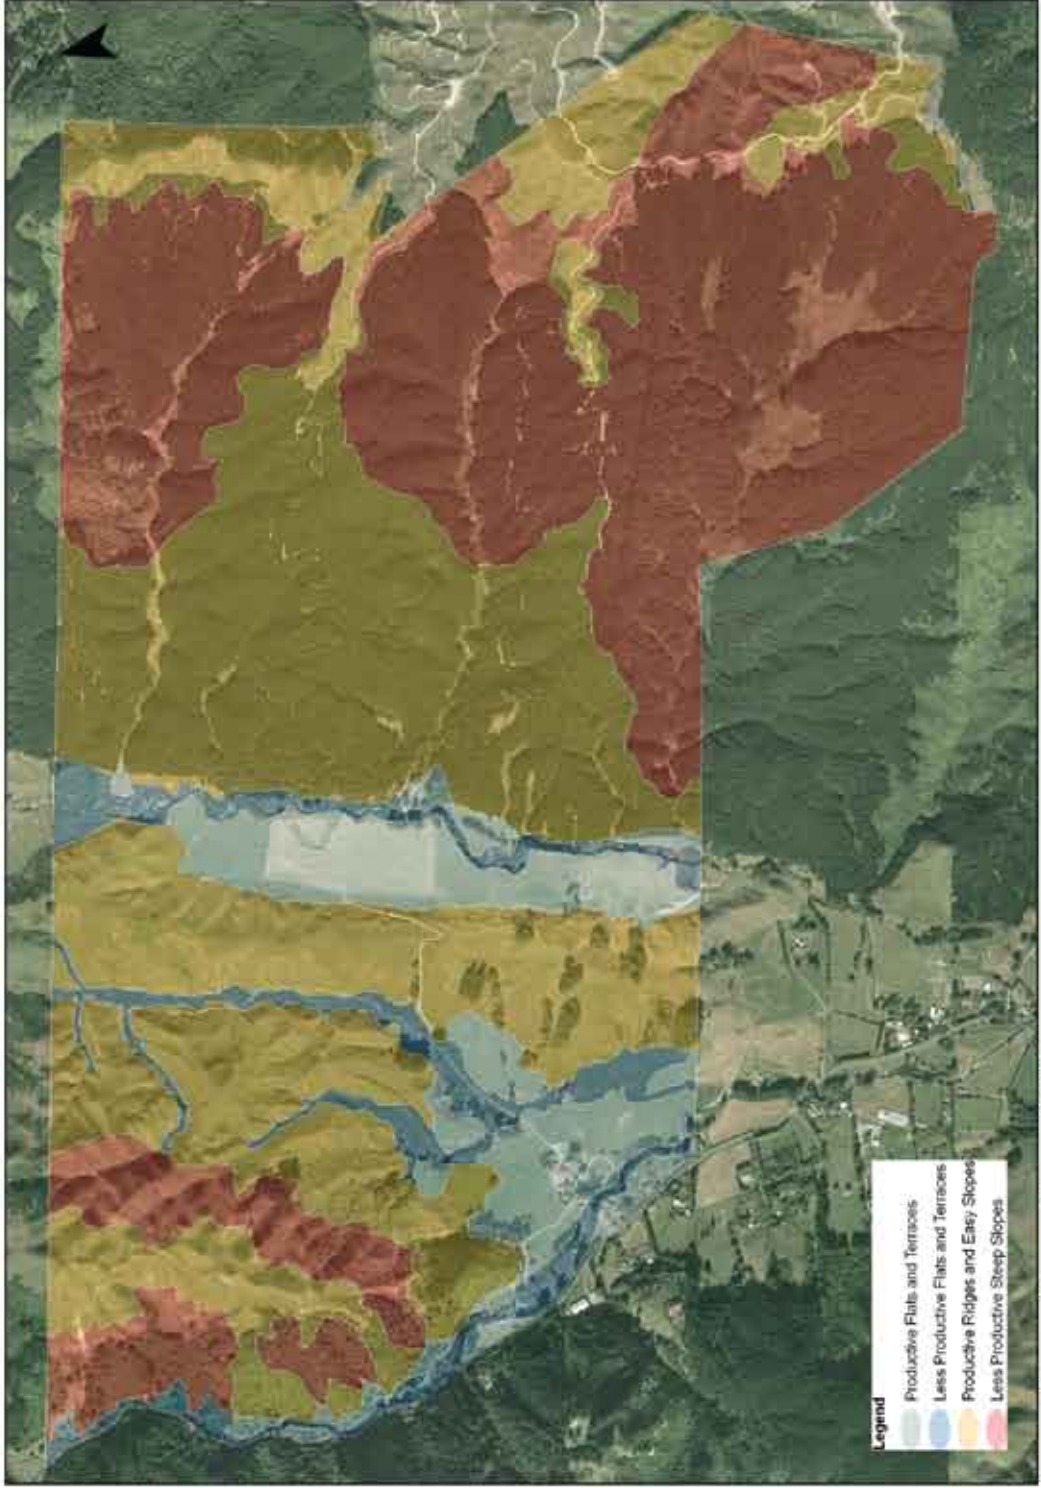 Legend
Productive Flats and Terraces
Less Productive Flats and Terraces
Productive Ridges and Easy Slopes
Less Productive Steep Slopes